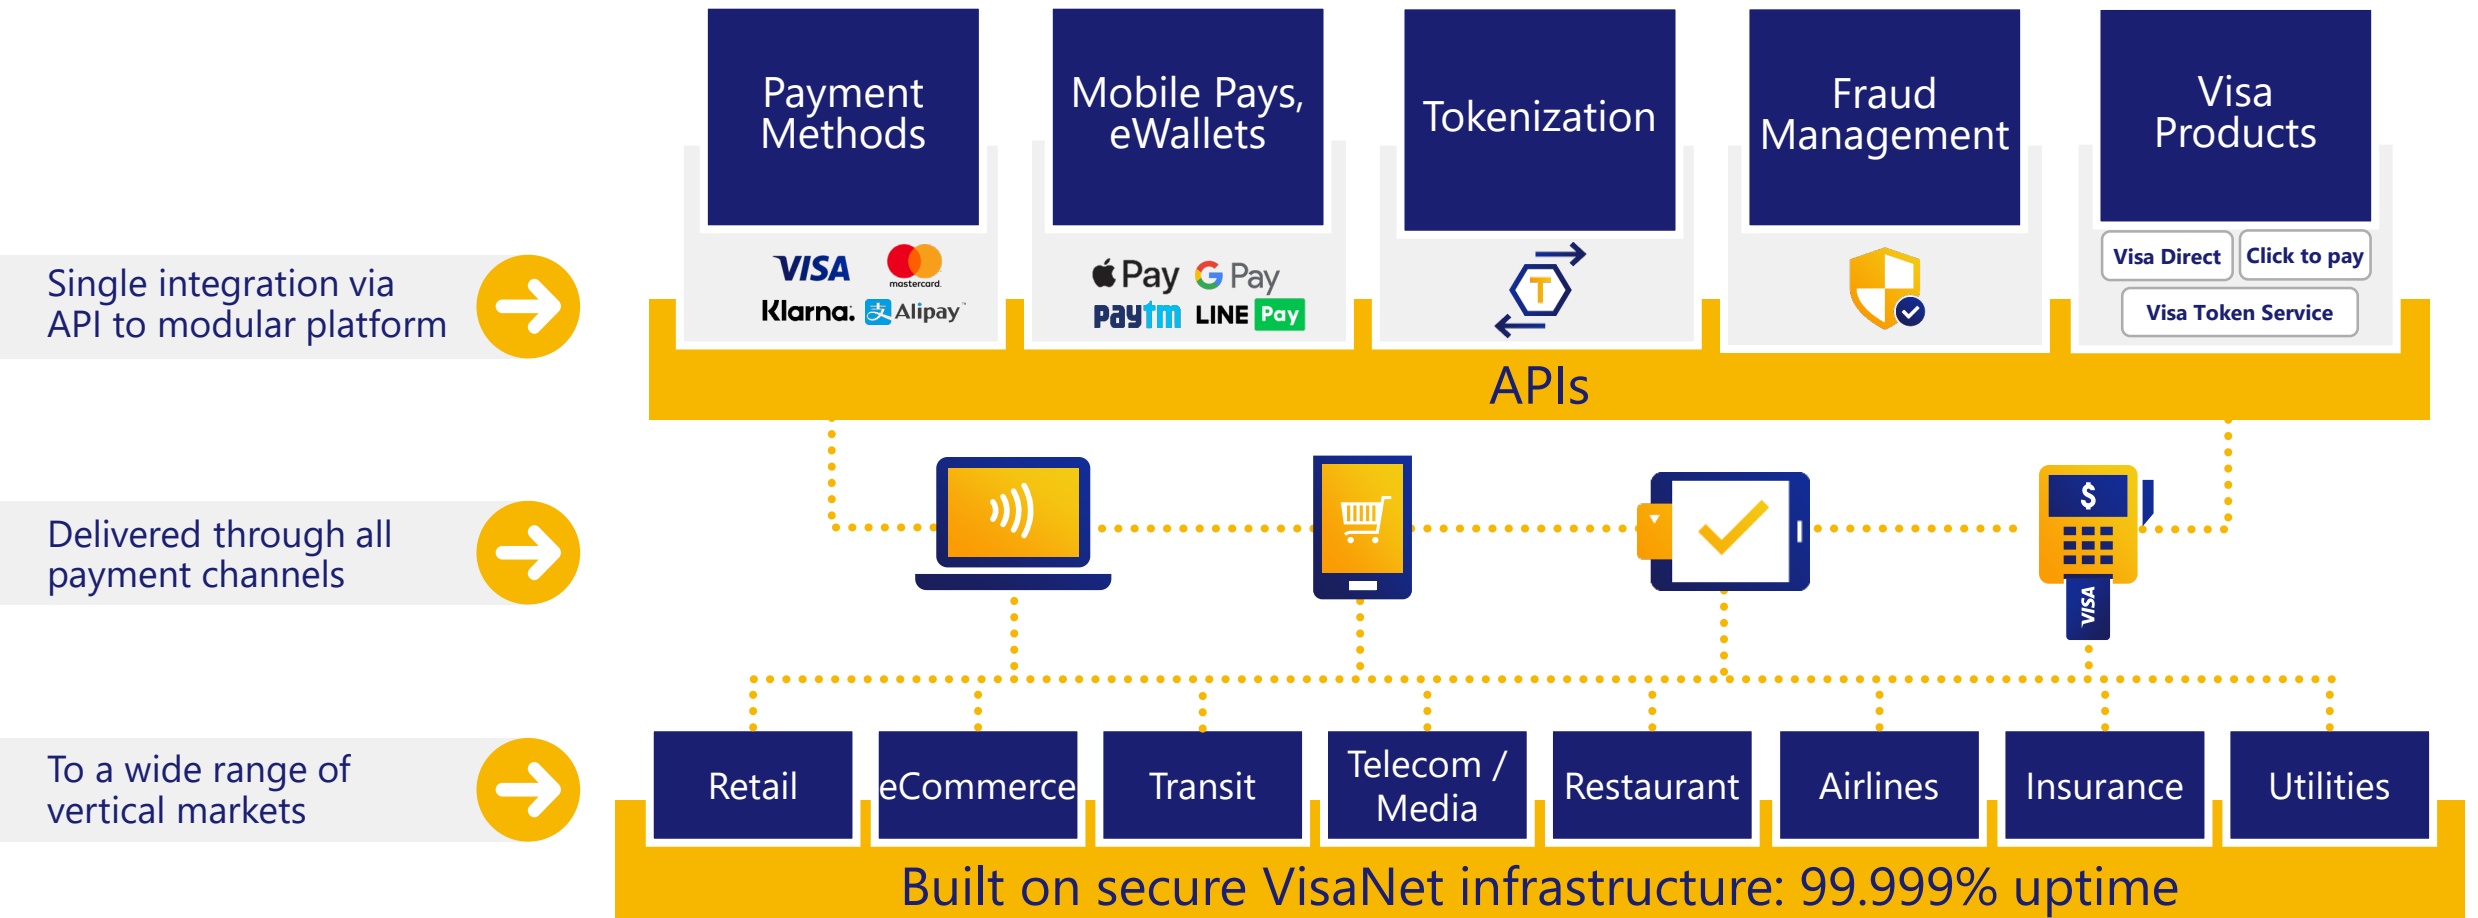 Payment
Methods
Mobile Pays,
eWallets
Tokenization
Fraud
Management
Visa
Products
VISA
mastercard.
Klarna.
Alipay
Pay
G Pay
paytm
LINE Pay
T
Visa Direct
Click to pay
Visa Token Service
Single integration via
API to modular platform
APIs
Delivered through all
payment channels
$
VISA
To a wide range of
vertical markets
Retail
eCommerce
Transit
Telecom /
Media
Restaurant
Airlines
Insurance
Utilities
Built on secure VisaNet infrastructure: 99.999% uptime